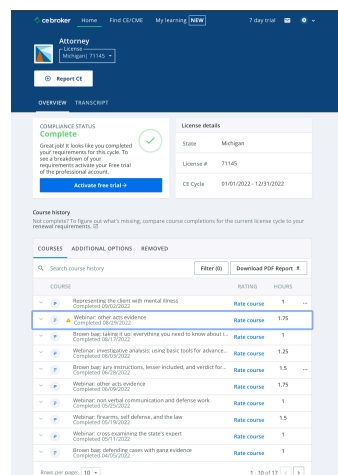 cebroker Home Find CE/CME My learning NEW 7 day trial
Attorney
License
Michigan| 71145
Report CE
OVERVIEW TRANSCRIPT
COMPLIANCE STATUS
Complete
Great job! It looks like you completed
your requirements for this cycle. To
see a breakdown of your
requirements activate your Free trial
of the professional account.
Activate free trial →
License details
State Michigan
License # 71145
CE Cycle 01/01/2022 - 12/31/2022
Course history
Not complete? To figure out what's missing, compare course completions for the current license cycle to your
renewal requirements.
COURSES ADDITIONAL OPTIONS REMOVED
Search course history Filter (0) Download PDF Report
COURSE RATING HOURS
Representing the client with mental illness
Completed 09/02/2022 Rate course 1 ...
Webinar: other acts evidence
Completed 08/29/2022 Rate course 1.75
Brown bag: taking it up: everything you need to know about i...
Completed 08/17/2022 Rate course 1
Webinar: investigative analysis: using basic tools for advance...
Completed 08/03/2022 Rate course 1.25
Brown bag: jury instructions, lesser included, and verdict for...
Completed 06/28/2022 Rate course 1.5 ...
Webinar: other acts evidence
Completed 06/09/2022 Rate course 1.75
Webinar: non verbal communication and defense work
Completed 05/25/2022 Rate course 1
Webinar: firearms, self defense, and the law
Completed 05/19/2022 Rate course 1.5
Webinar: cross examining the state's expert
Completed 05/11/2022 Rate course 1
Brown bag: defending cases with gang evidence
Completed 04/05/2022 Rate course 1
Rows per page: 10 1 - 10 of 17